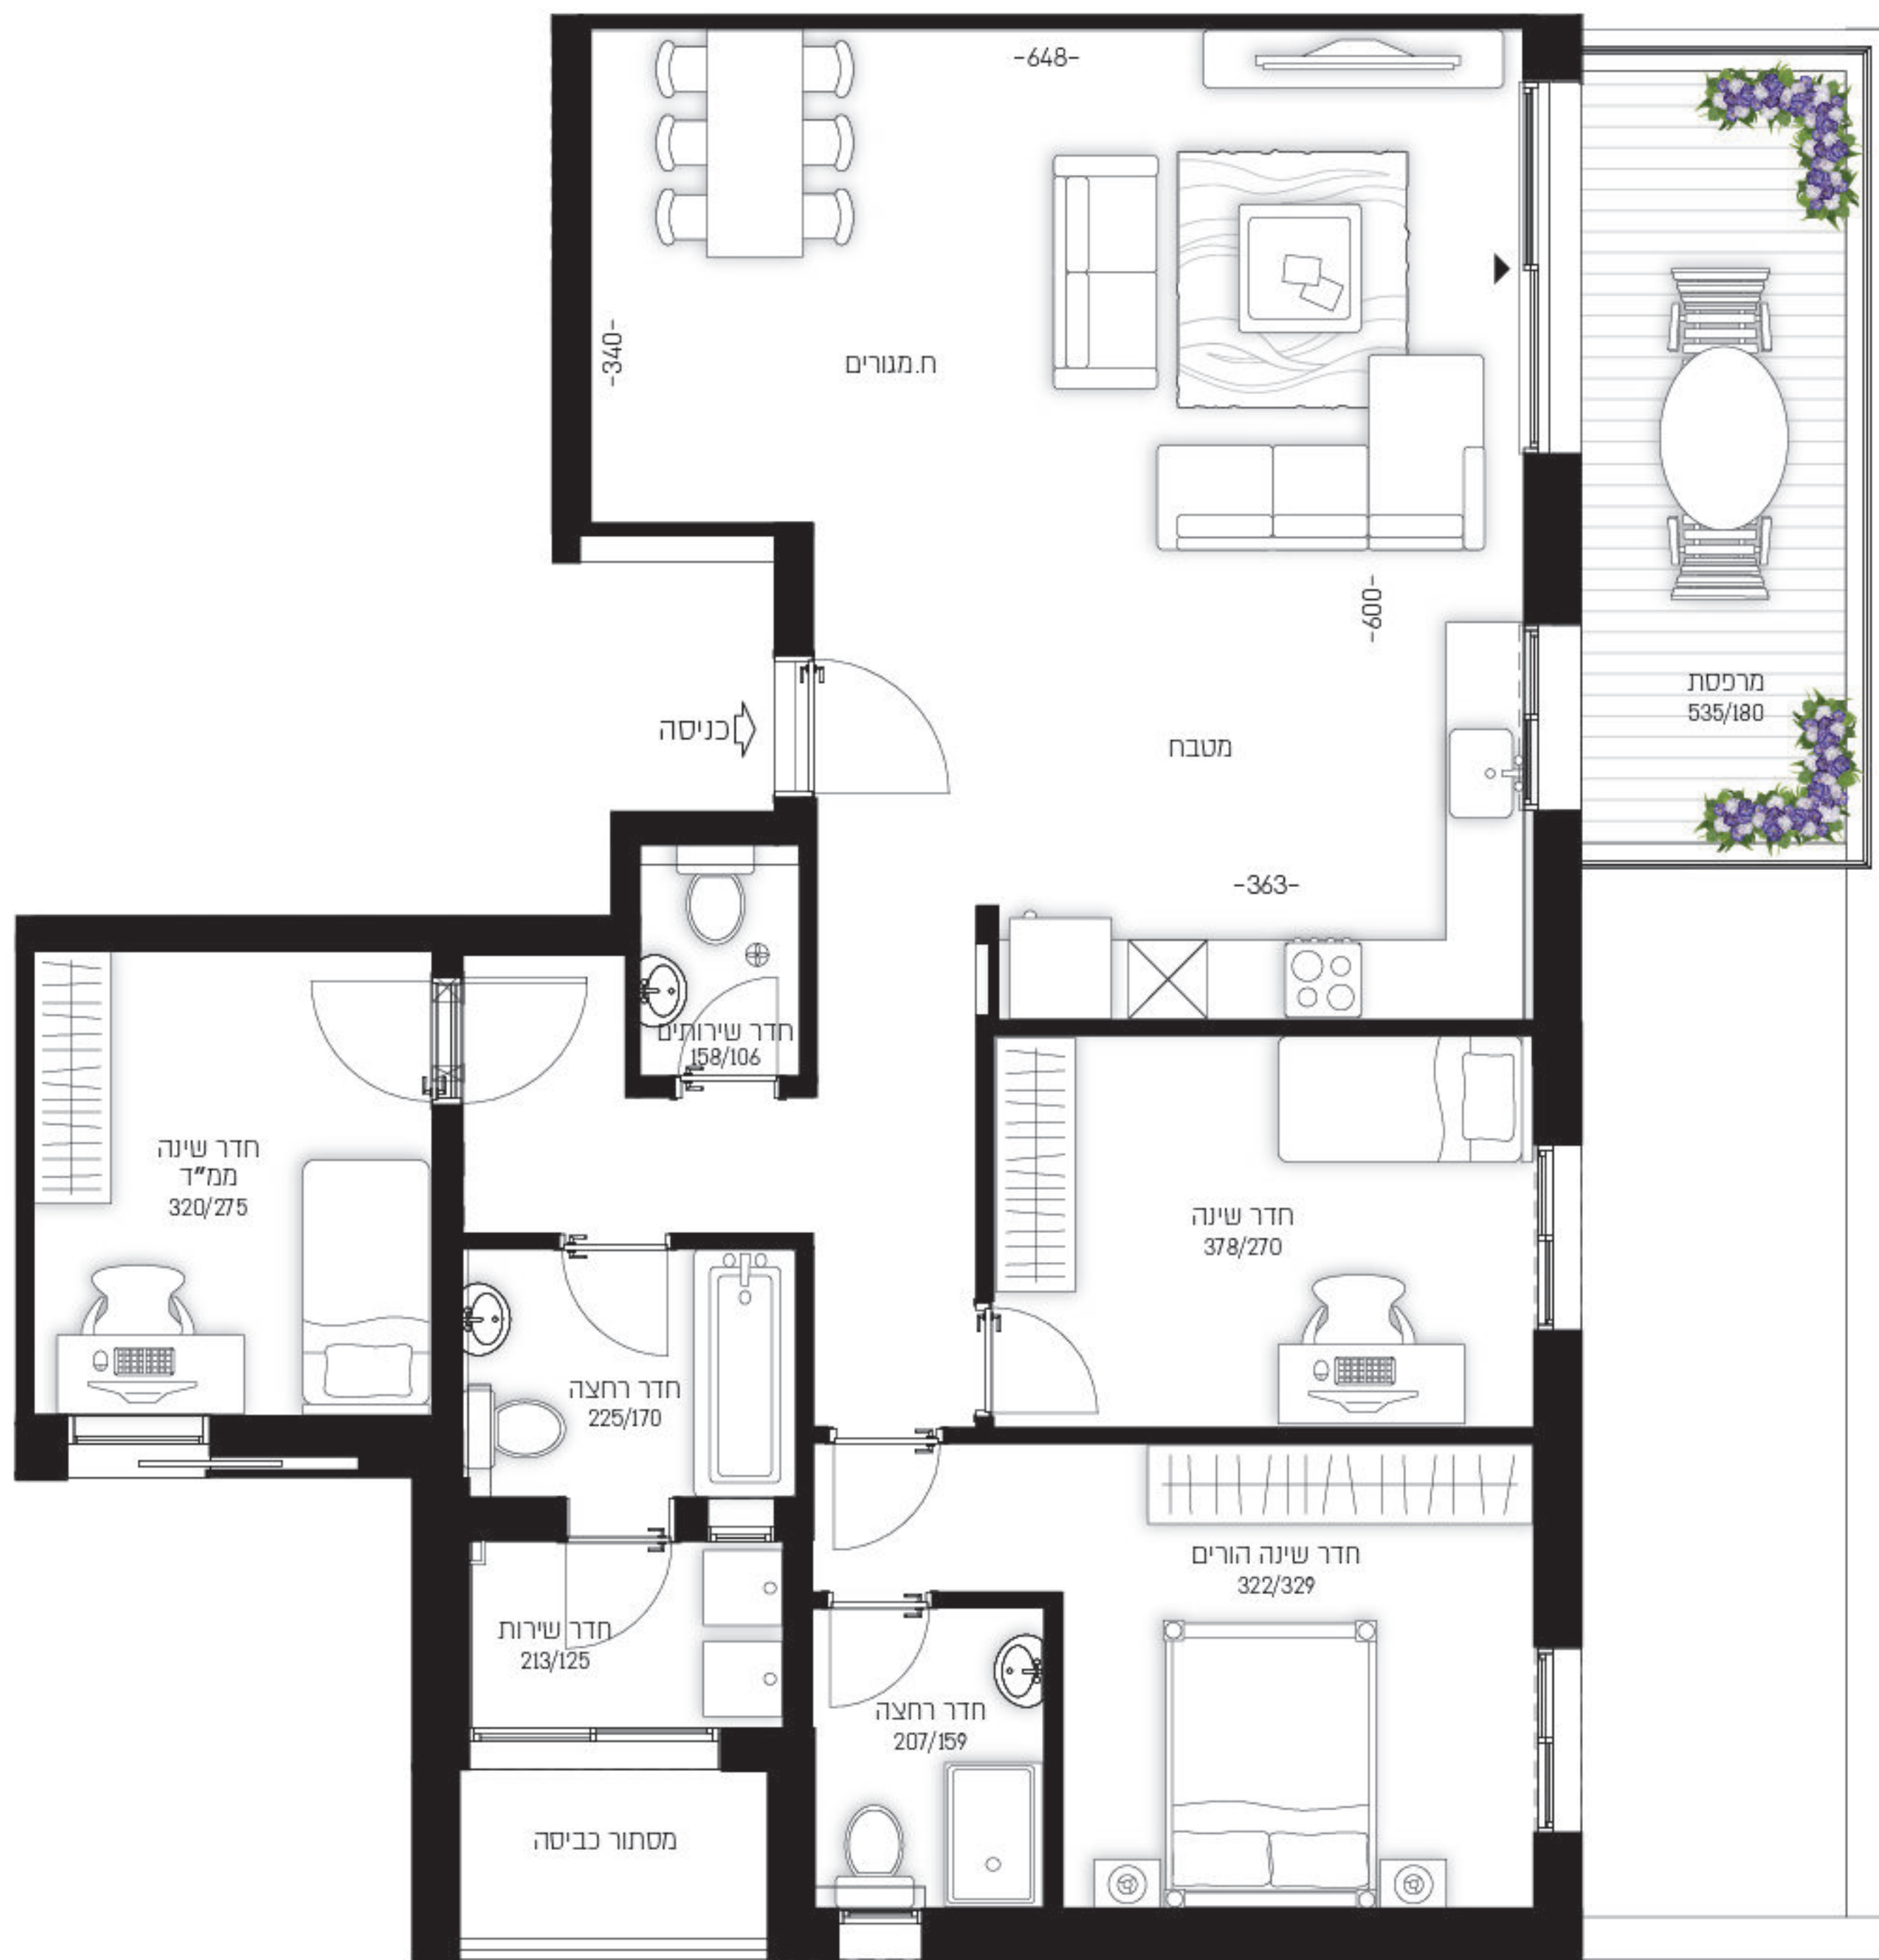 -648-
-340-
ח.מגורים
-600-
מרפסת
535/180
כניסה
מטבח
-363-
חדר שירותים
158/106
חדר שינה
ממ"ד
320/275
חדר שינה
378/270
חדר רחצה
225/170
חדר שינה הורים
322/329
חדר שירות
213/125
חדר רחצה
207/159
מסתור כביסה